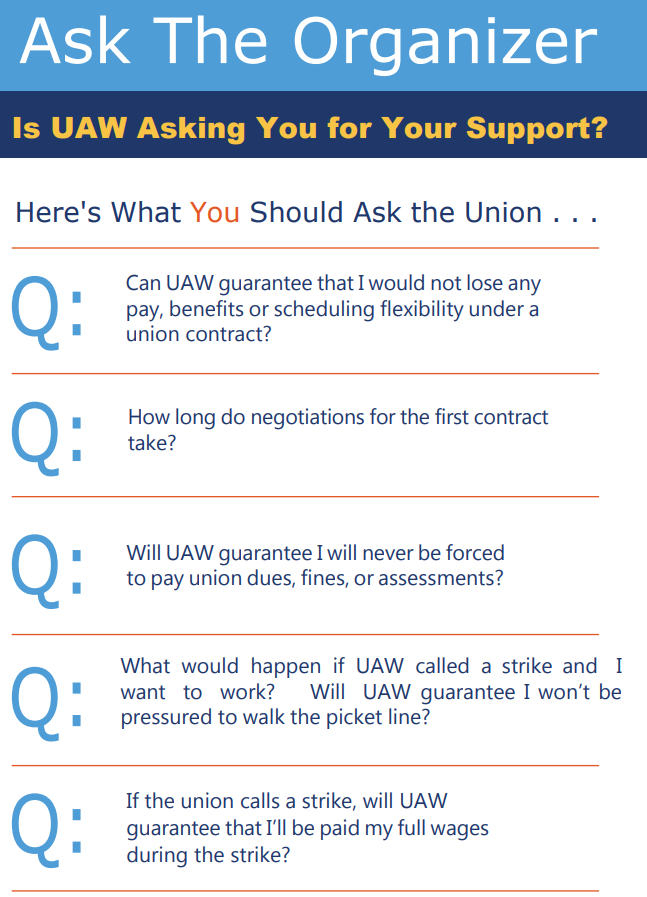 Ask The Organizer
Is UAW Asking You for Your Support?
Here's What You Should Ask the Union . . .
Q:
Can UAW guarantee that I would not lose any
pay, benefits or scheduling flexibility under a
union contract?
Q:
How long do negotiations for the first contract
take?
Q:
Will UAW guarantee I will never be forced
to pay union dues, fines, or assessments?
Q:
What would happen if UAW called a strike and I
want to work? Will UAW guarantee I won't be
pressured to walk the picket line?
Q:
If the union calls a strike, will UAW
guarantee that I'll be paid my full wages
during the strike?